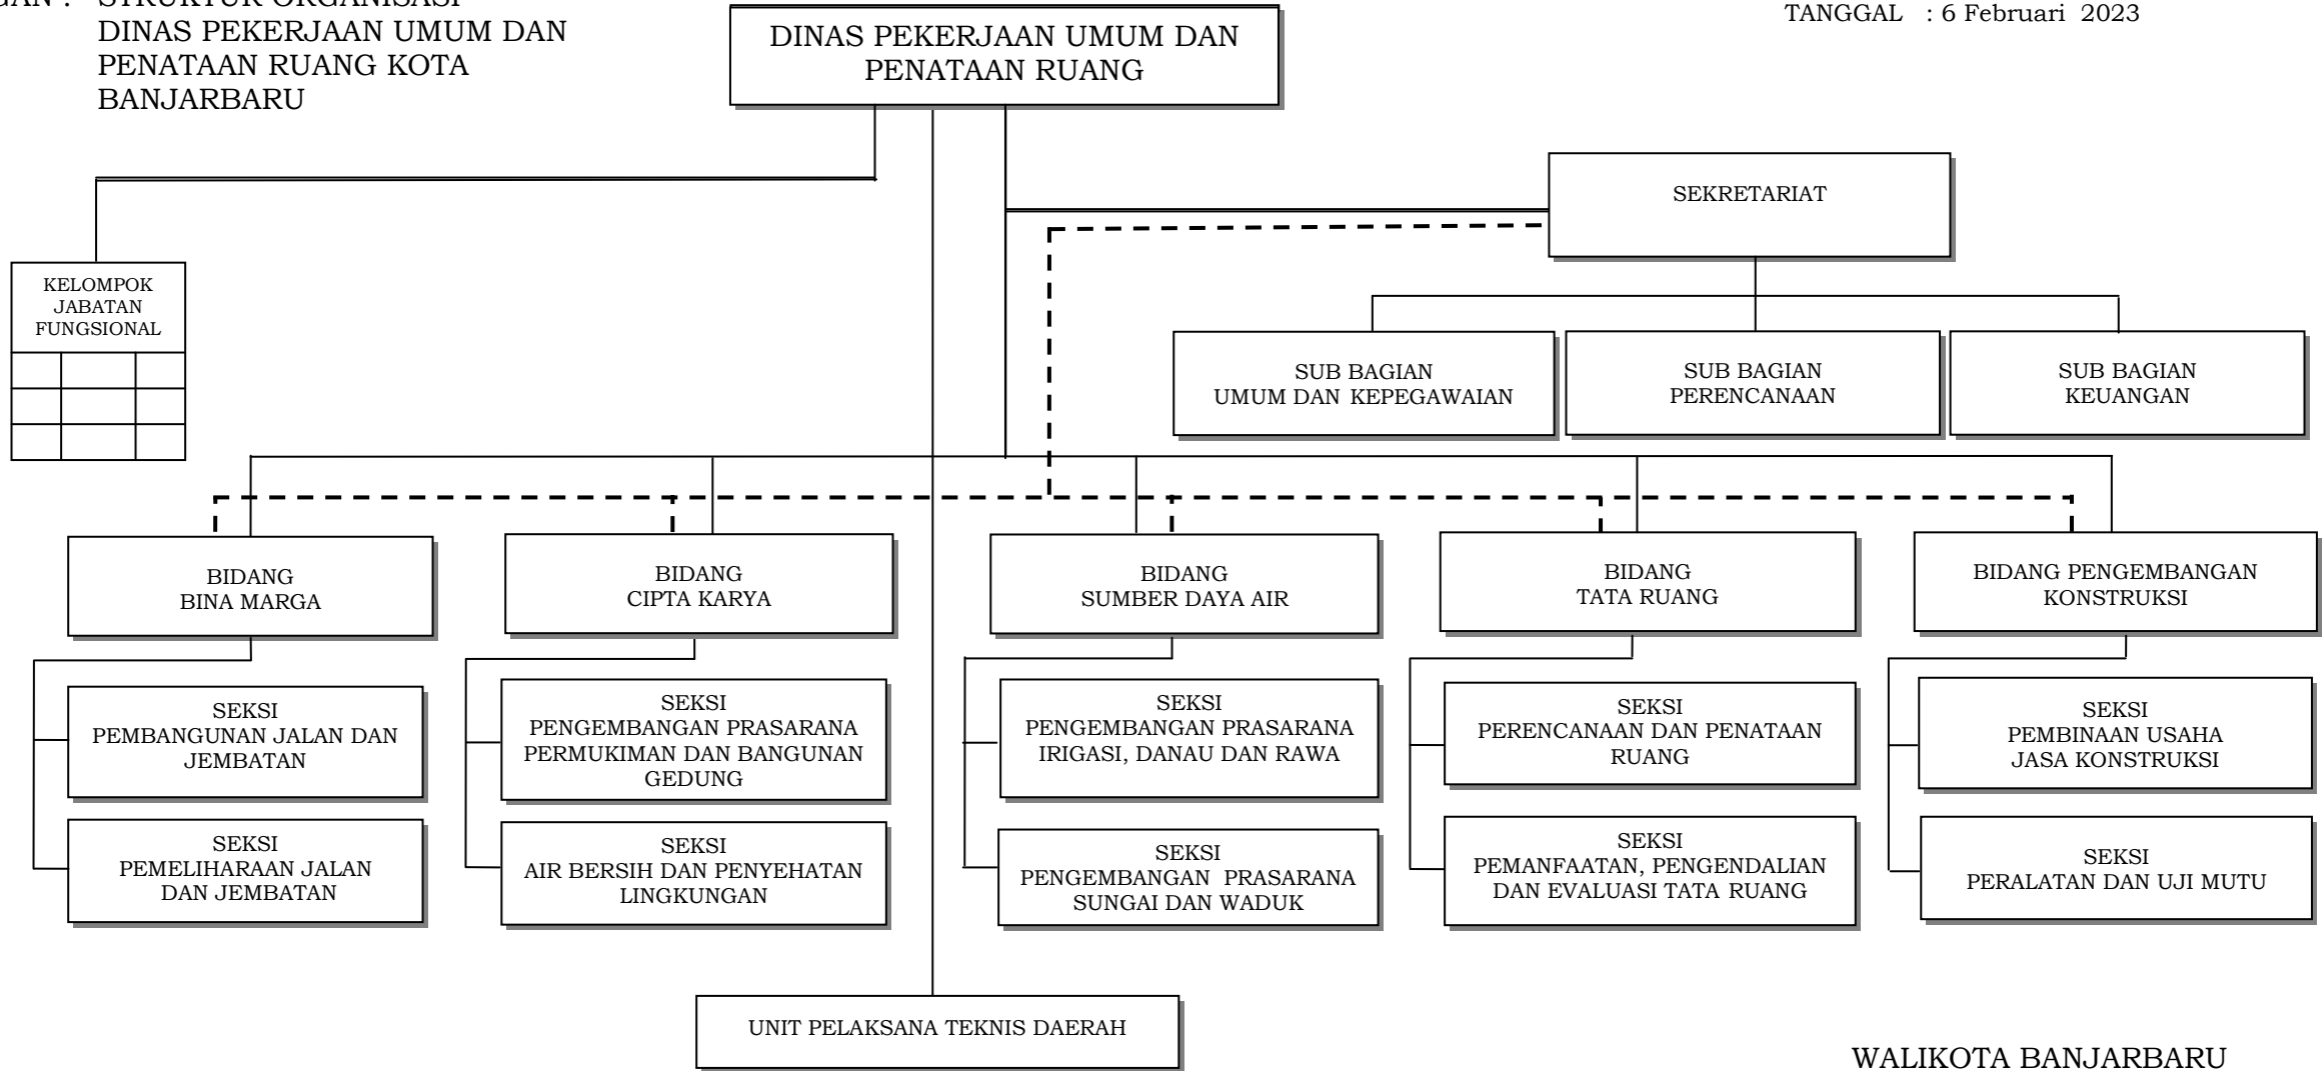 STRUKTUR ORGANISASI
DINAS PEKERJAAN UMUM DAN
PENATAAN RUANG KOTA
BANJARBARU
DINAS PEKERJAAN UMUM DAN
PENATAAN RUANG
TANGGAL : 6 Februari 2023
SEKRETARIAT
KELOMPOK
JABATAN
FUNGSIONAL
SUB BAGIAN
UMUM DAN KEPEGAWAIAN
SUB BAGIAN
PERENCANAAN
SUB BAGIAN
KEUANGAN
BIDANG
BINA MARGA
BIDANG
CIPTA KARYA
BIDANG
SUMBER DAYA AIR
BIDANG
TATA RUANG
BIDANG PENGEMBANGAN
KONSTRUKSI
SEKSI
PEMBANGUNAN JALAN DAN
JEMBATAN
SEKSI
PENGEMBANGAN PRASARANA
PERMUKIMAN DAN BANGUNAN
GEDUNG
SEKSI
PENGEMBANGAN PRASARANA
IRIGASI, DANAU DAN RAWA
SEKSI
PERENCANAAN DAN PENATAAN
RUANG
SEKSI
PEMBINAAN USAHA
JASA KONSTRUKSI
SEKSI
PEMELIHARAAN JALAN
DAN JEMBATAN
SEKSI
AIR BERSIH DAN PENYEHATAN
LINGKUNGAN
SEKSI
PENGEMBANGAN PRASARANA
SUNGAI DAN WADUK
SEKSI
PEMANFAATAN, PENGENDALIAN
DAN EVALUASI TATA RUANG
SEKSI
PERALATAN DAN UJI MUTU
UNIT PELAKSANA TEKNIS DAERAH
WALIKOTA BANJARBARU